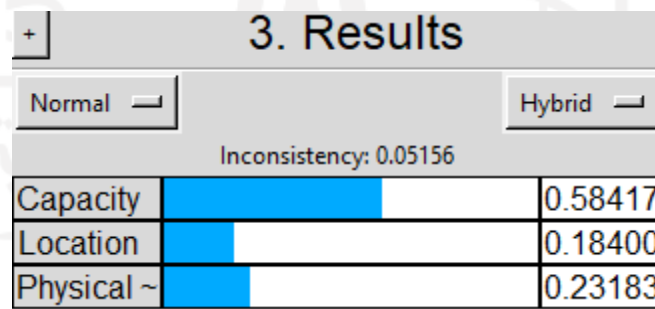 + 3. Results
Normal Hybrid
Inconsistency: 0.05156
Capacity 0.58417
Location 0.18400
Physical ~ 0.23183